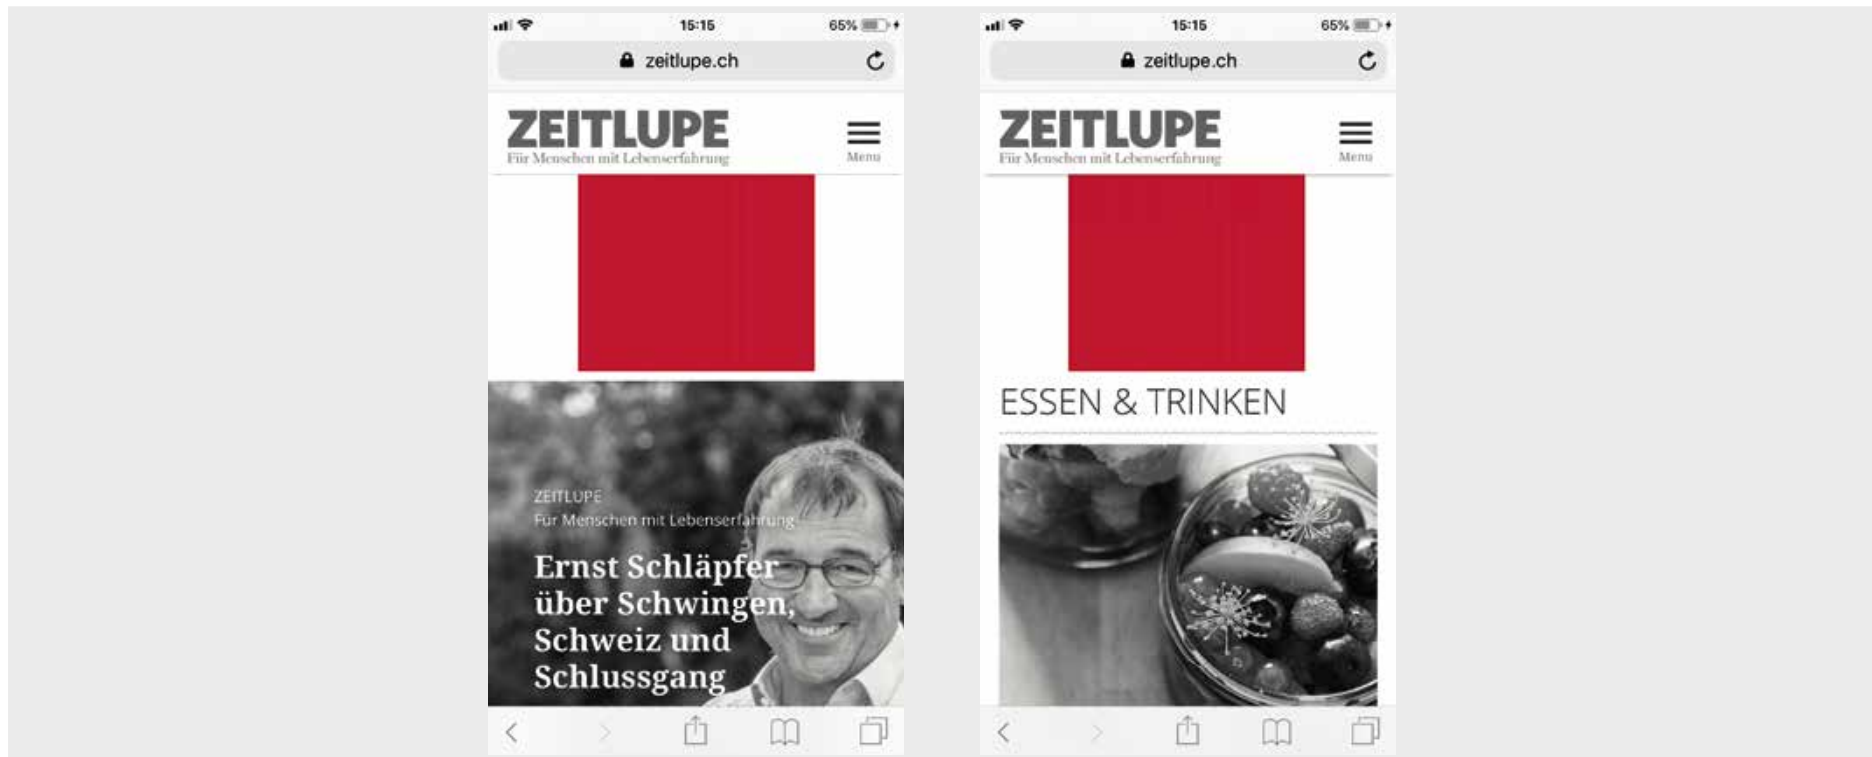 15:15
65%
zeitlupe.ch
ZEITLUPE
Für Menschen mit Lebenserfahrung
Menu
ZEITLUPE
Für Menschen mit Lebenserfahrung
Ernst Schläpfer
über Schwingen,
Schweiz und
Schlussgang
15:15
65%
zeitlupe.ch
ZEITLUPE
Für Menschen mit Lebenserfahrung
Menu
ESSEN & TRINKEN